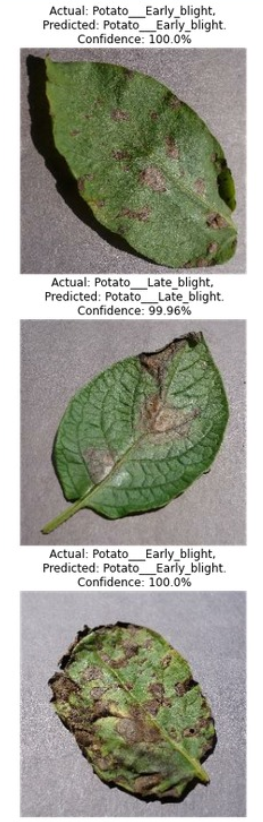 Actual: Potato___Early_blight,
Predicted: Potato___Early_blight.
Confidence: 100.0%
Actual: Potato___Late_blight,
Predicted: Potato___Late_blight.
Confidence: 99.96%
Actual: Potato___Early_blight,
Predicted: Potato___Early_blight.
Confidence: 100.0%